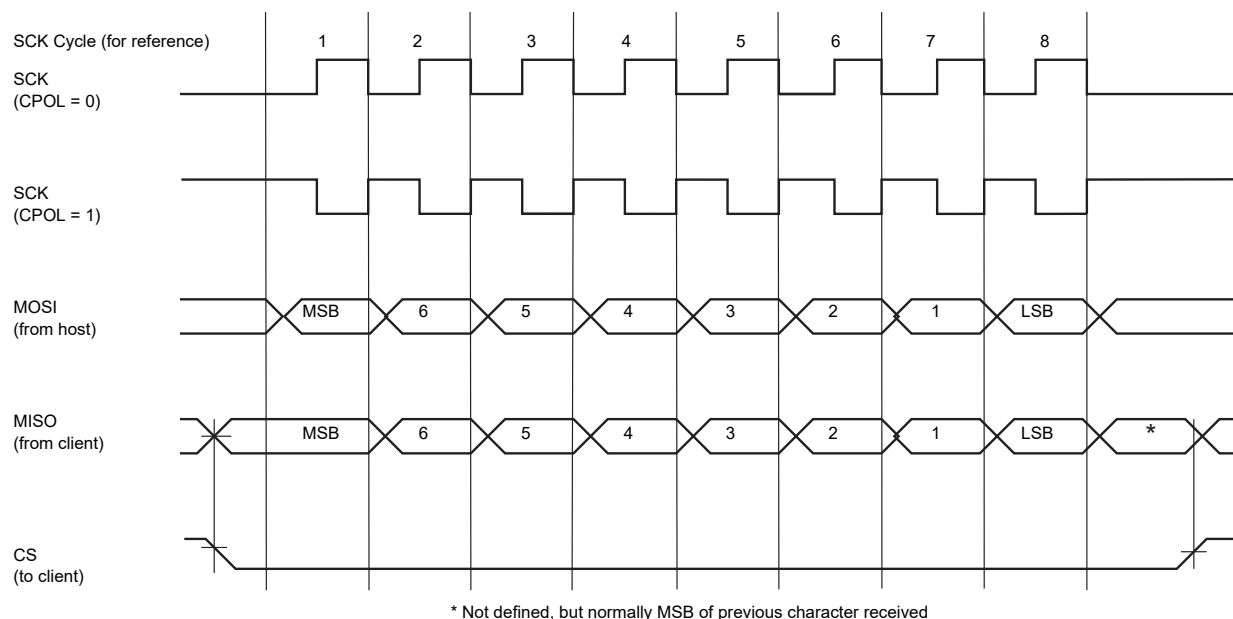 SCK Cycle (for reference) 1 2 3 4 5 6 7 8
SCK
(CPOL = 0)
SCK
(CPOL = 1)
MOSI
(from host)
MSB 6 5 4 3 2 1 LSB
MISO
(from client)
MSB 6 5 4 3 2 1 LSB *
CS
(to client)
* Not defined, but normally MSB of previous character received